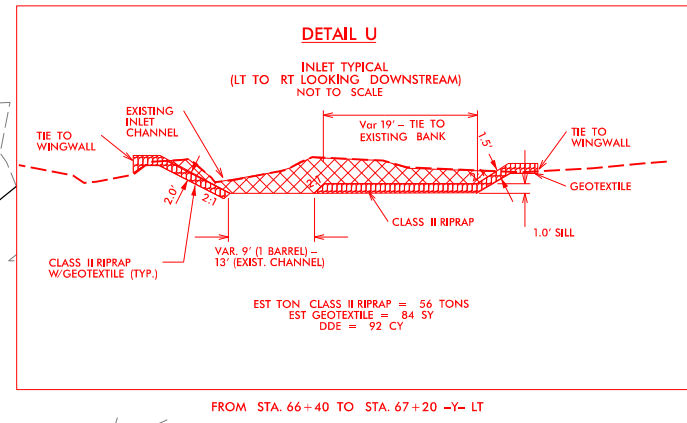 DETAIL U
INLET TYPICAL
(LT TO RT LOOKING DOWNSTREAM)
NOT TO SCALE
EXISTING
INLET
CHANNEL
TIE TO
WINGWALL
Var 19' – TIE TO
EXISTING BANK
1.5'
TIE TO
WINGWALL
GEOTEXTILE
2.0'
2:1
2:1
CLASS II RIPRAP
1.0' SILL
CLASS II RIPRAP
W/GEOTEXTILE (TYP.)
VAR. 9' (1 BARREL) –
13' (EXIST. CHANNEL)
EST TON CLASS II RIPRAP = 56 TONS
EST GEOTEXTILE = 84 SY
DDE = 92 CY
FROM STA. 66+40 TO STA. 67+20 -Y- LT